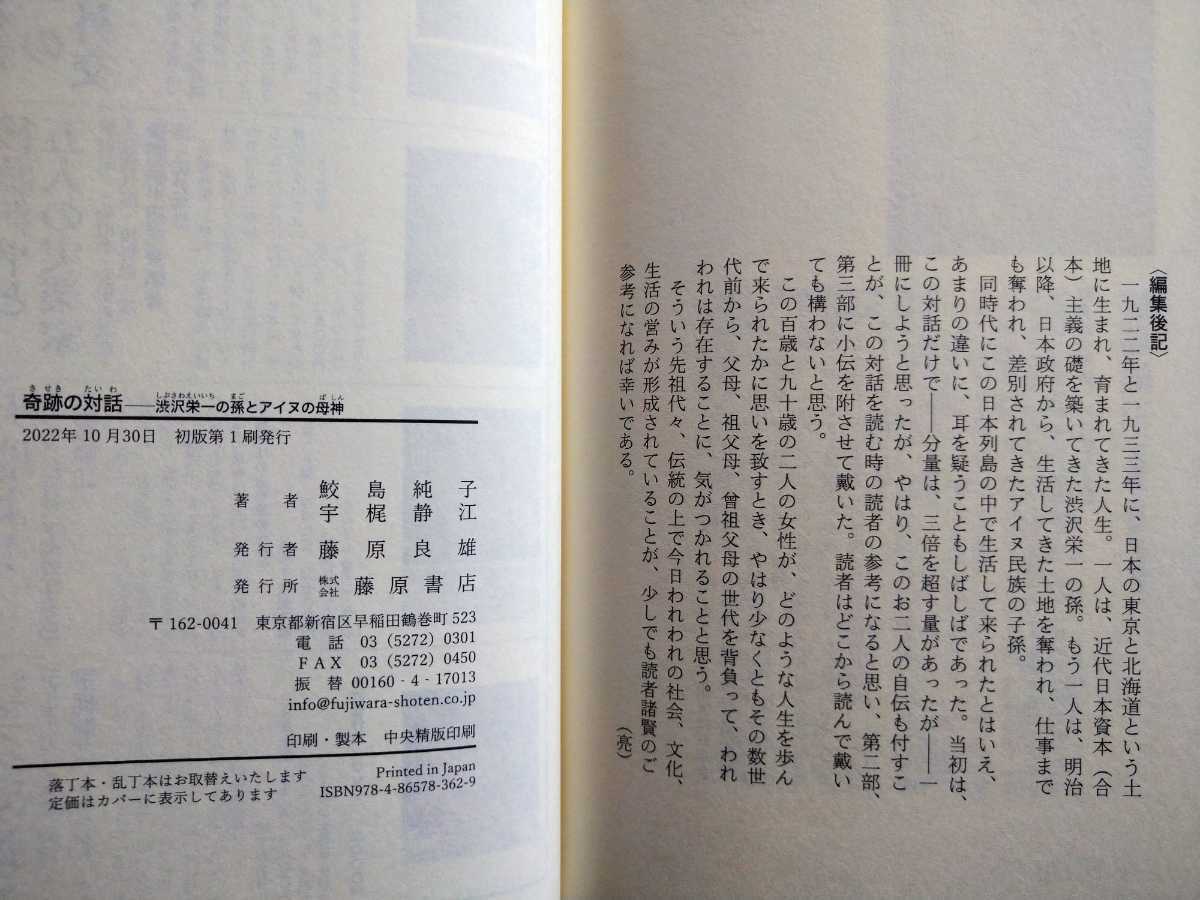 〈編集後記〉
一九二二年と一九三三年に、日本の東京と北海道という土
地に生まれ、育まれてきた人生。一人は、近代日本資本（合
本）主義の礎を築いてきた渋沢栄一の孫。もう一人は、明治
以降、日本政府から、生活してきた土地を奪われ、仕事まで
も奪われ、差別されてきたアイヌ民族の子孫。
同時代にこの日本列島の中で生活して来られたとはいえ、
あまりの違いに、耳を疑うこともしばしばであった。当初は、
この対話だけで――分量は、三倍を超す量があったが――一
冊にしようと思ったが、やはり、このお二人の自伝も付すこ
とが、この対話を読む時の読者の参考になると思い、第二部、
第三部に小伝を附させて戴いた。読者はどこから読んで戴い
ても構わないと思う。
この百歳と九十歳の二人の女性が、どのような人生を歩ん
で来られたかに思いを致すとき、やはり少なくともその数世
代前から、父母、祖父母、曾祖父母の世代を背負って、われ
われは存在することに、気がつかれることと思う。
そういう先祖代々、伝統の上で今日われわれの社会、文化、
生活の営みが形成されていることが、少しでも読者諸賢のご
参考になれば幸いである。
（亮）
きせき たいわ しぶさわえいいち まご ぼしん
奇跡の対話――渋沢栄一の孫とアイヌの母神
2022年10月30日 初版第1刷発行
著者 鮫島純子
宇梶静江
発行者 藤原良雄
発行所 株式会社 藤原書店
〒162-0041 東京都新宿区早稲田鶴巻町523
電話 03 (5272) 0301
FAX 03 (5272) 0450
振替 00160‐4‐17013
info@fujiwara-shoten.co.jp
印刷・製本 中央精版印刷
落丁本・乱丁本はお取替えいたします
定価はカバーに表示してあります
Printed in Japan
ISBN978-4-86578-362-9